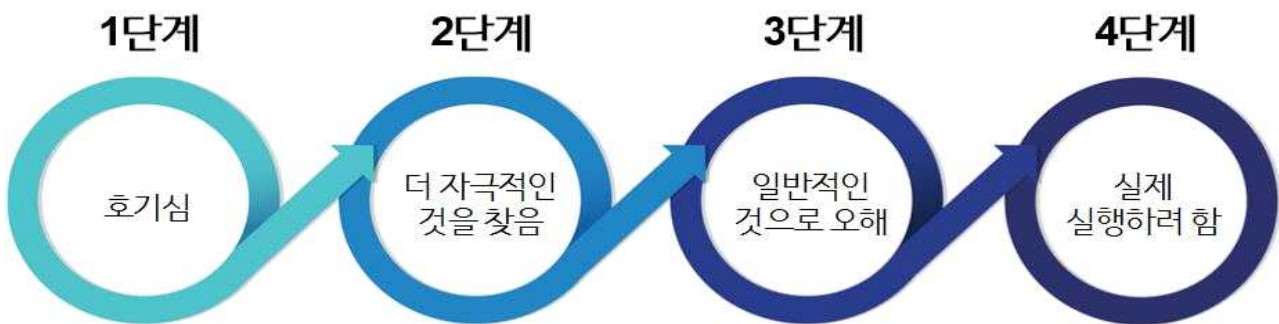 1단계
2단계
3단계
4단계
호기심
더 자극적인
것을 찾음
일반적인
것으로 오해
실제
실행하려 함